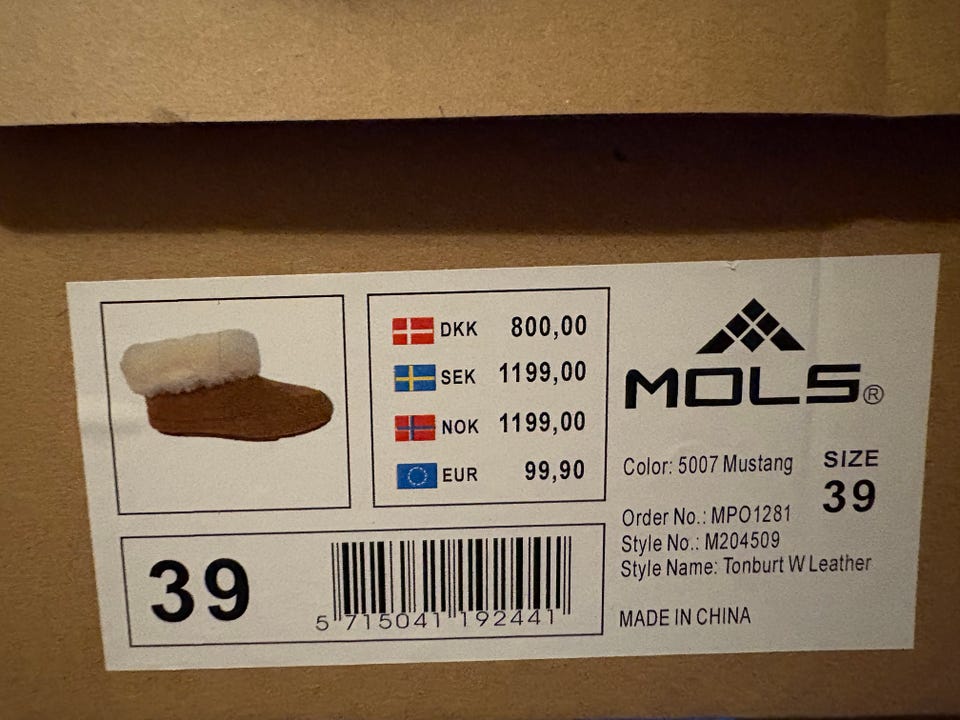 DKK 800,00
SEK 1199,00
NOK 1199,00
EUR 99,90
MOLS®
Color: 5007 Mustang
SIZE
39
Order No.: MPO1281
Style No.: M204509
Style Name: Tonburt W Leather
MADE IN CHINA
39
5 715041 192441